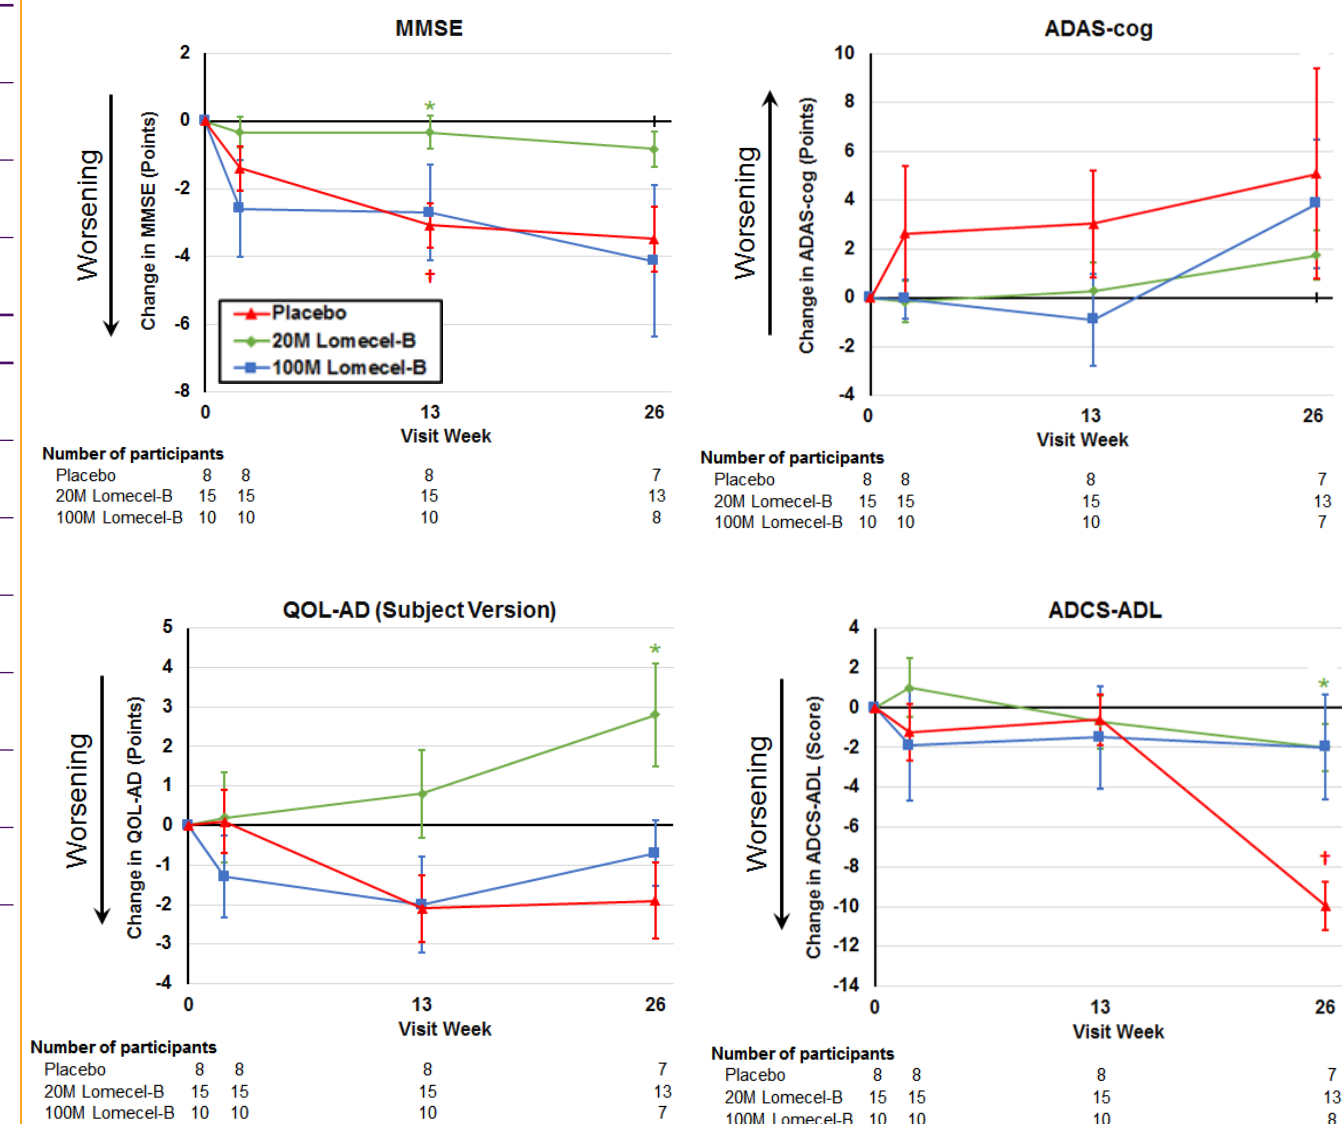 MMSE
2
0
-2
-4
-6
-8
Worsening
Change in MMSE (Points)
*
†
Placebo
20M Lomecel-B
100M Lomecel-B
0 13 26
Visit Week
Number of participants
Placebo 8 8 8 7
20M Lomecel-B 15 15 15 13
100M Lomecel-B 10 10 10 8
ADAS-cog
10
8
6
4
2
0
-2
-4
Worsening
Change in ADAS-cog (Points)
0 13 26
Visit Week
Number of participants
Placebo 8 8 8 7
20M Lomecel-B 15 15 15 13
100M Lomecel-B 10 10 10 7
QOL-AD (Subject Version)
5
4
3
2
1
0
-1
-2
-3
-4
Worsening
Change in QOL-AD (Points)
*
0 13 26
Visit Week
Number of participants
Placebo 8 8 8 7
20M Lomecel-B 15 15 15 13
100M Lomecel-B 10 10 10 7
ADCS-ADL
4
2
0
-2
-4
-6
-8
-10
-12
-14
Worsening
Change in ADCS-ADL (Score)
*
†
0 13 26
Visit Week
Number of participants
Placebo 8 8 8 7
20M Lomecel-B 15 15 15 13
100M Lomecel-B 10 10 10 8